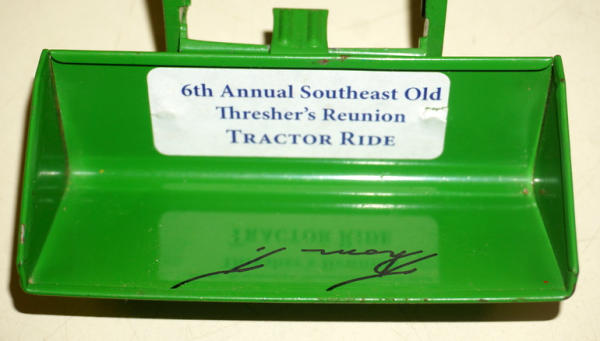 6th Annual Southeast Old
Thresher's Reunion
TRACTOR RIDE